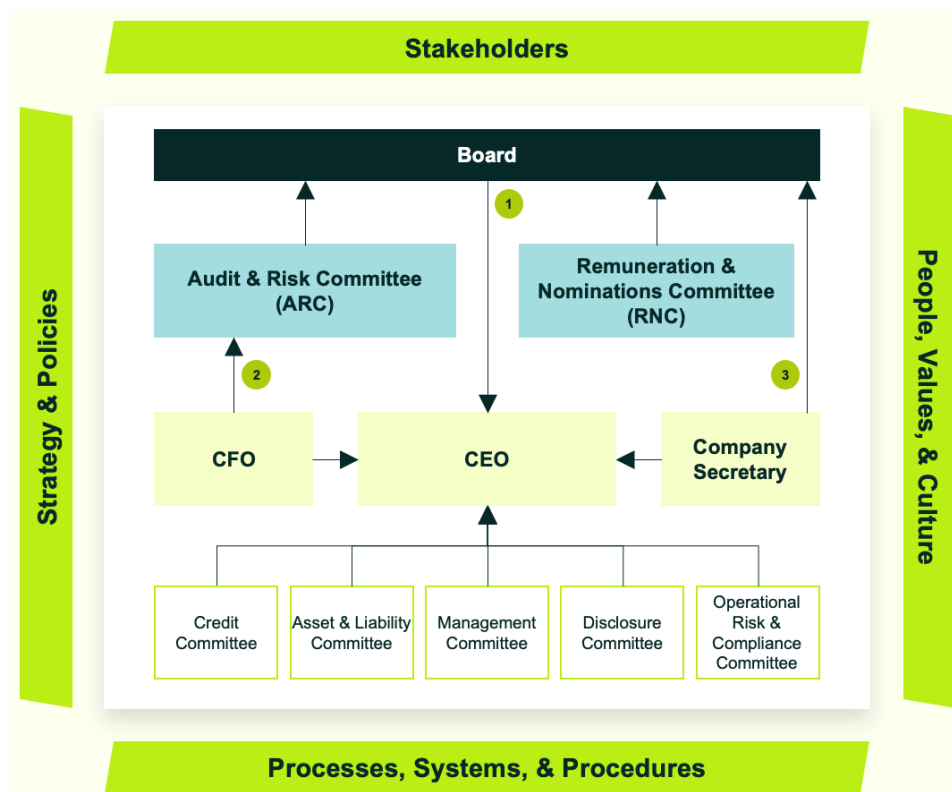 Stakeholders
Strategy & Policies
People, Values, & Culture
Board
1
Audit & Risk Committee
(ARC)
Remuneration &
Nominations Committee
(RNC)
2
3
CFO
CEO
Company
Secretary
Credit
Committee
Asset & Liability
Committee
Management
Committee
Disclosure
Committee
Operational
Risk &
Compliance
Committee
Processes, Systems, & Procedures